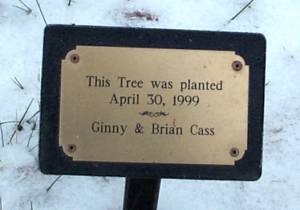 This Tree was planted
April 30, 1999
Ginny & Brian Cass